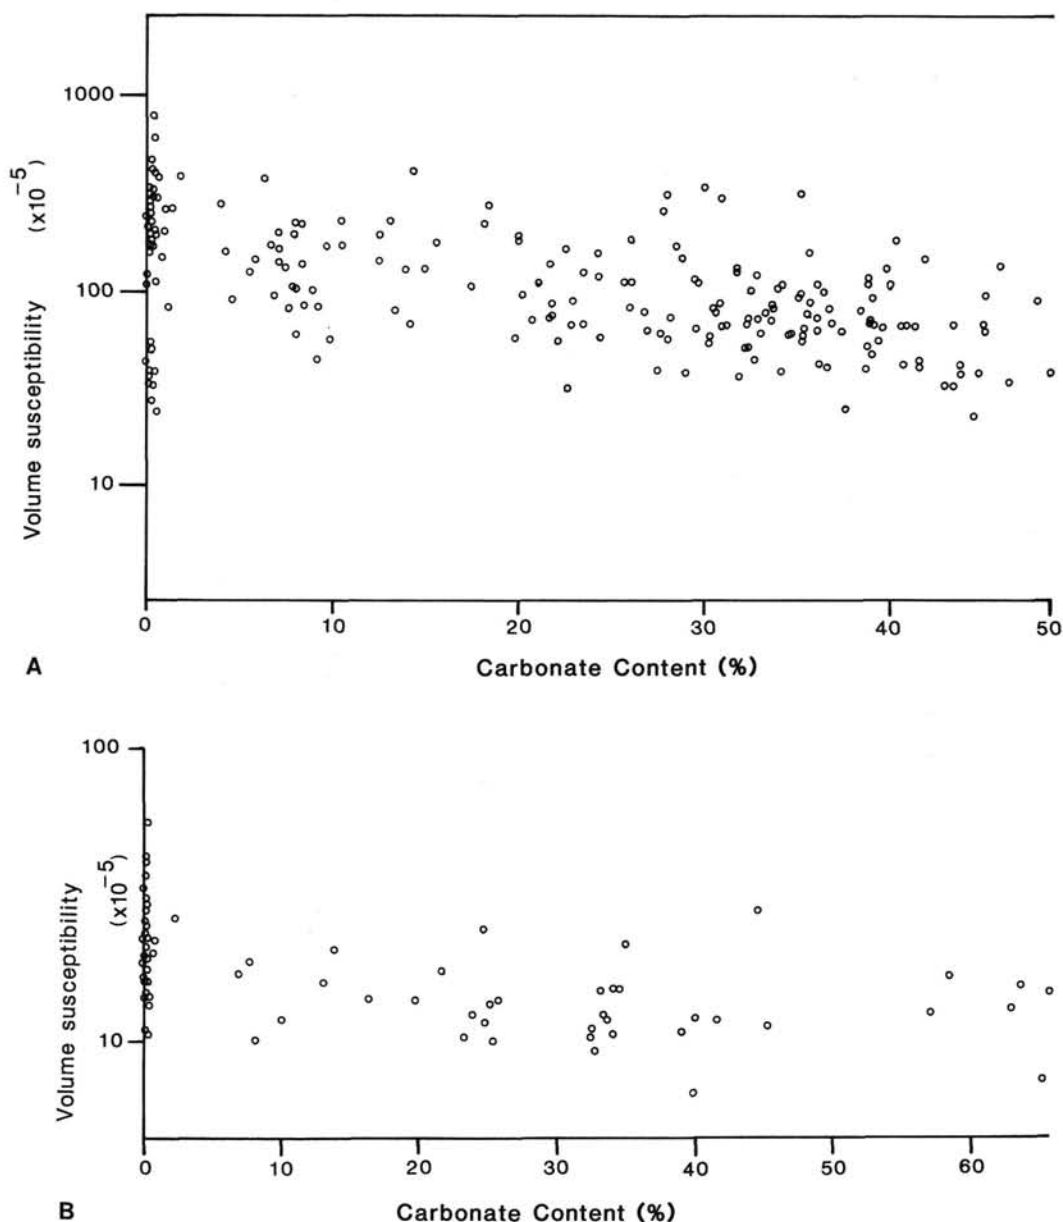 1000
100
10
Volume susceptibility (x10⁻⁵)
0 10 20 30 40 50
A
Carbonate Content (%)
100
10
Volume susceptibility
(x10⁻⁵)
0 10 20 30 40 50 60
B
Carbonate Content (%)